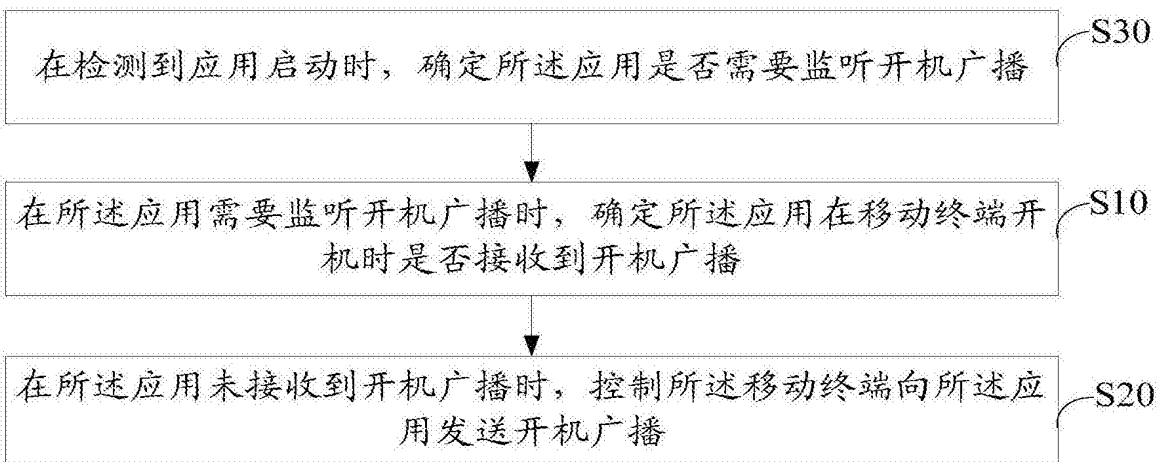 在检测到应用启动时，确定所述应用是否需要监听开机广播
S30
在所述应用需要监听开机广播时，确定所述应用在移动终端开
机时是否接收到开机广播
S10
在所述应用未接收到开机广播时，控制所述移动终端向所述应
用发送开机广播
S20